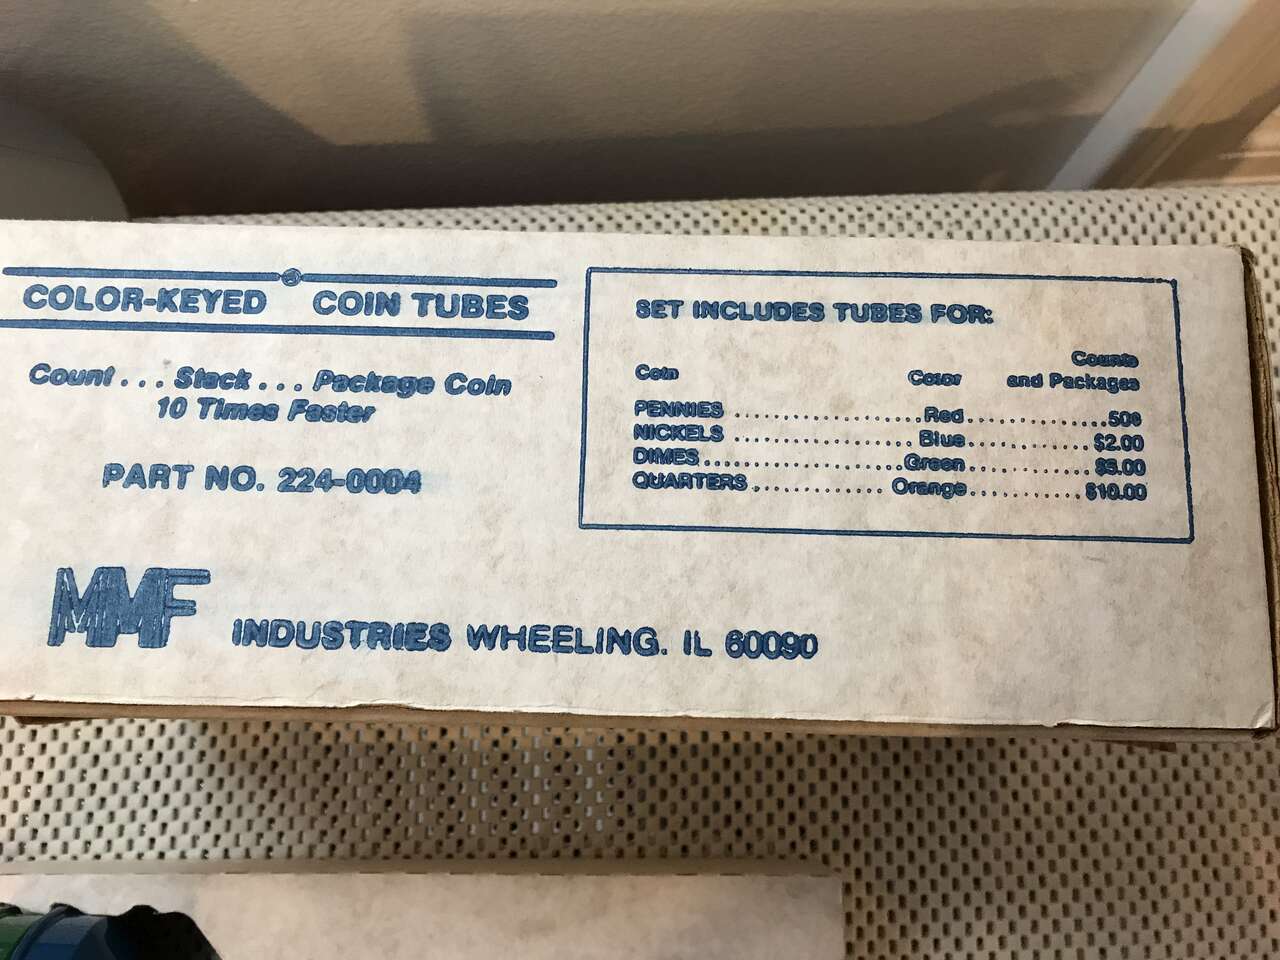 COLOR-KEYED COIN TUBES
Count... Stack... Package Coin
10 Times Faster
PART NO. 224-0004
MMF INDUSTRIES WHEELING, IL 60090
SET INCLUDES TUBES FOR:
Coin Color Counts and Packages
PENNIES ........................ Red ................... 50¢
NICKELS ........................ Blue ................. $2.00
DIMES ........................... Green ............... $5.00
QUARTERS ................... Orange ............. $10.00